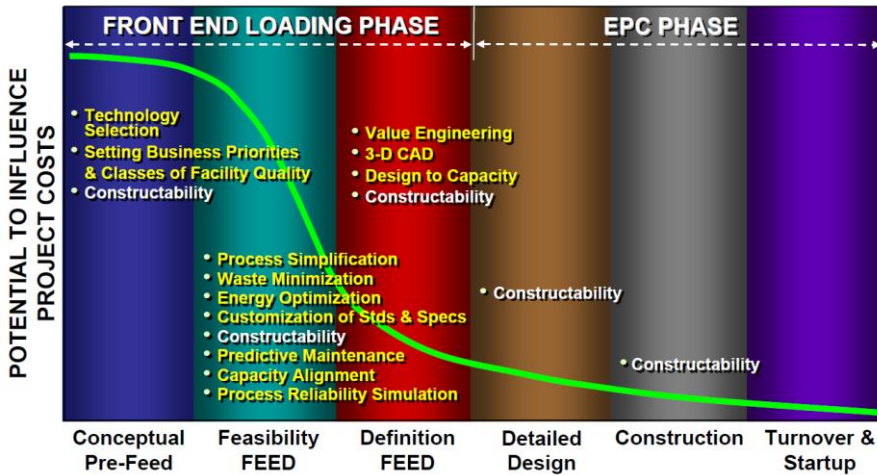 FRONT END LOADING PHASE
EPC PHASE
POTENTIAL TO INFLUENCE
PROJECT COSTS
• Technology
Selection
• Setting Business Priorities
& Classes of Facility Quality
• Constructability
• Process Simplification
• Waste Minimization
• Energy Optimization
• Customization of Stds & Specs
• Constructability
• Predictive Maintenance
• Capacity Alignment
• Process Reliability Simulation
• Value Engineering
• 3-D CAD
• Design to Capacity
• Constructability
• Constructability
• Constructability
Conceptual
Pre-Feed
Feasibility
FEED
Definition
FEED
Detailed
Design
Construction
Turnover &
Startup